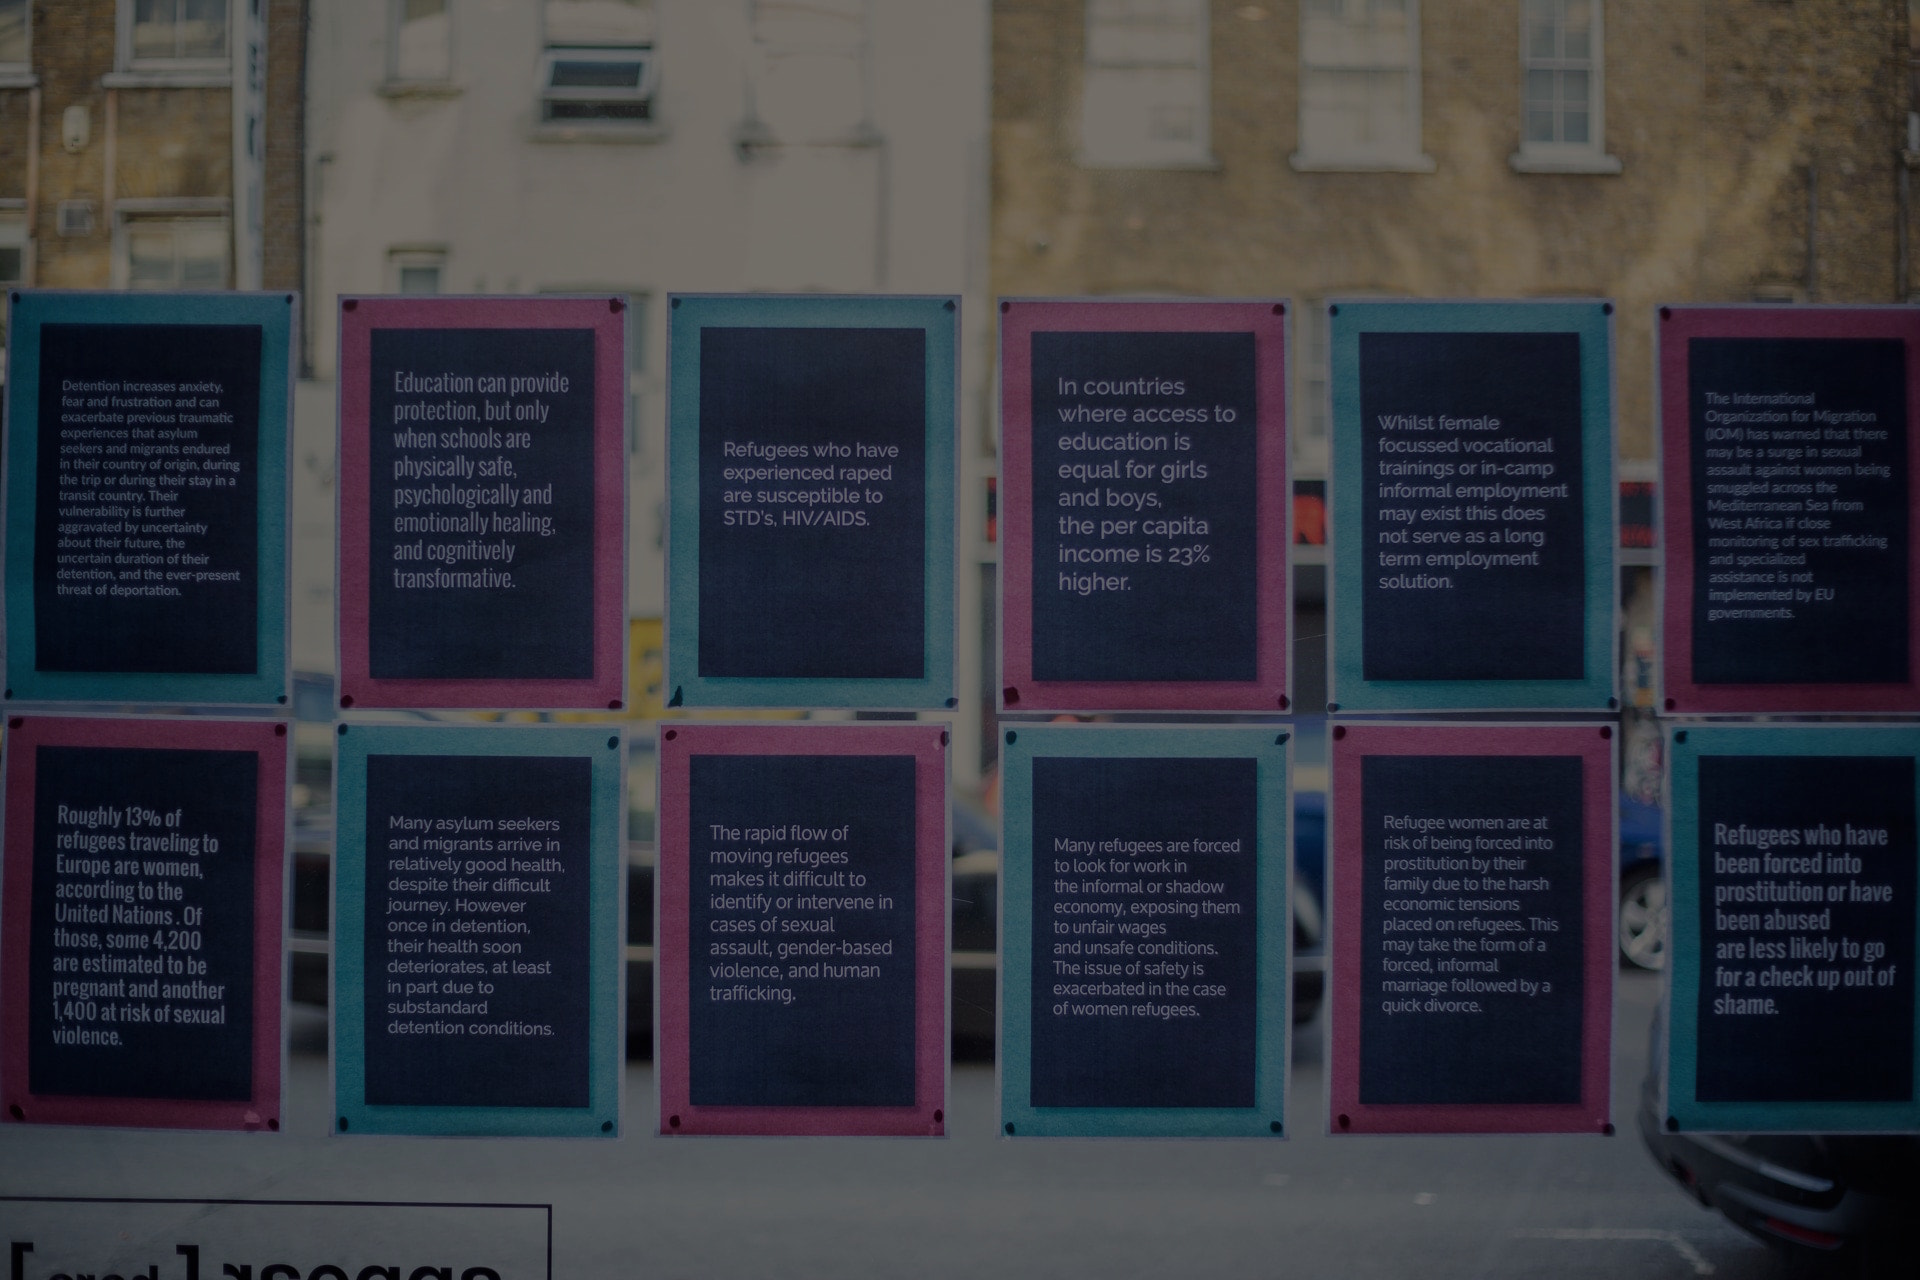 Detention increases anxiety,
fear and frustration and can
exacerbate previous traumatic
experiences that asylum
seekers and migrants endured
in their country of origin, during
the trip or during their stay in a
transit country. Their
vulnerability is further
aggravated by uncertainty
about their future, the
uncertain duration of their
detention, and the ever-present
threat of deportation.
Education can provide
protection, but only
when schools are
physically safe,
psychologically and
emotionally healing,
and cognitively
transformative.
Refugees who have
experienced raped
are susceptible to
STD's, HIV/AIDS.
In countries
where access to
education is
equal for girls
and boys,
the per capita
income is 23%
higher.
Whilst female
focussed vocational
trainings or in-camp
informal employment
may exist this does
not serve as a long
term employment
solution.
The International
Organization for Migration
(IOM) has warned that there
may be a surge in sexual
assault against women being
smuggled across the
Mediterranean Sea from
West Africa if close
monitoring of sex trafficking
and specialized
assistance is not
implemented by EU
governments.
Roughly 13% of
refugees traveling to
Europe are women,
according to the
United Nations . Of
those, some 4,200
are estimated to be
pregnant and another
1,400 at risk of sexual
violence.
Many asylum seekers
and migrants arrive in
relatively good health,
despite their difficult
journey. However
once in detention,
their health soon
deteriorates, at least
in part due to
substandard
detention conditions.
The rapid flow of
moving refugees
makes it difficult to
identify or intervene in
cases of sexual
assault, gender-based
violence, and human
trafficking.
Many refugees are forced
to look for work in
the informal or shadow
economy, exposing them
to unfair wages
and unsafe conditions.
The issue of safety is
exacerbated in the case
of women refugees.
Refugee women are at
risk of being forced into
prostitution by their
family due to the harsh
economic tensions
placed on refugees. This
may take the form of a
forced, informal
marriage followed by a
quick divorce.
Refugees who have
been forced into
prostitution or have
been abused
are less likely to go
for a check up out of
shame.